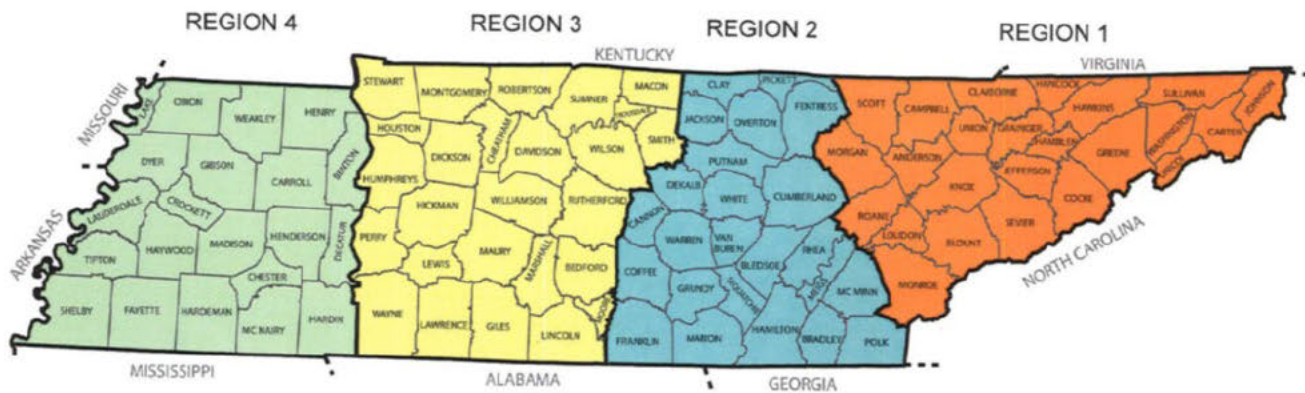 REGION 4
REGION 3
REGION 2
REGION 1
KENTUCKY
VIRGINIA
MISSOURI
ARKANSAS
MISSISSIPPI
ALABAMA
GEORGIA
NORTH CAROLINA
LAKE
OBION
WEAKLEY
HENRY
DYER
GIBSON
CARROLL
BENTON
LAUDERDALE
CROCKETT
HAYWOOD
MADISON
HENDERSON
DECATUR
TIPTON
CHESTER
SHELBY
FAYETTE
HARDEMAN
MC NAIRY
HARDIN
STEWART
MONTGOMERY
ROBERTSON
SUMNER
MACON
TROUSDALE
HOUSTON
DICKSON
CHEATHAM
DAVIDSON
WILSON
SMITH
HUMPHREYS
HICKMAN
WILLIAMSON
RUTHERFORD
PERRY
LEWIS
MAURY
MARSHALL
BEDFORD
WAYNE
LAWRENCE
GILES
LINCOLN
MOORE
CLAY
PICKETT
JACKSON
OVERTON
FENTRESS
PUTNAM
DEKALB
WHITE
CUMBERLAND
CANNON
WARREN
VAN
BUREN
BLEDSOE
RHEA
COFFEE
GRUNDY
SEQUATCHIE
MEIGS
MC MINN
FRANKLIN
MARION
HAMILTON
BRADLEY
POLK
SCOTT
CAMPBELL
CLAIBORNE
HANCOCK
HAWKINS
SULLIVAN
JOHNSON
MORGAN
ANDERSON
UNION
GRAINGER
HAMBLEN
GREENE
WASHINGTON
CARTER
UNICOI
KNOX
JEFFERSON
COCKE
ROANE
LOUDON
BLOUNT
SEVIER
MONROE